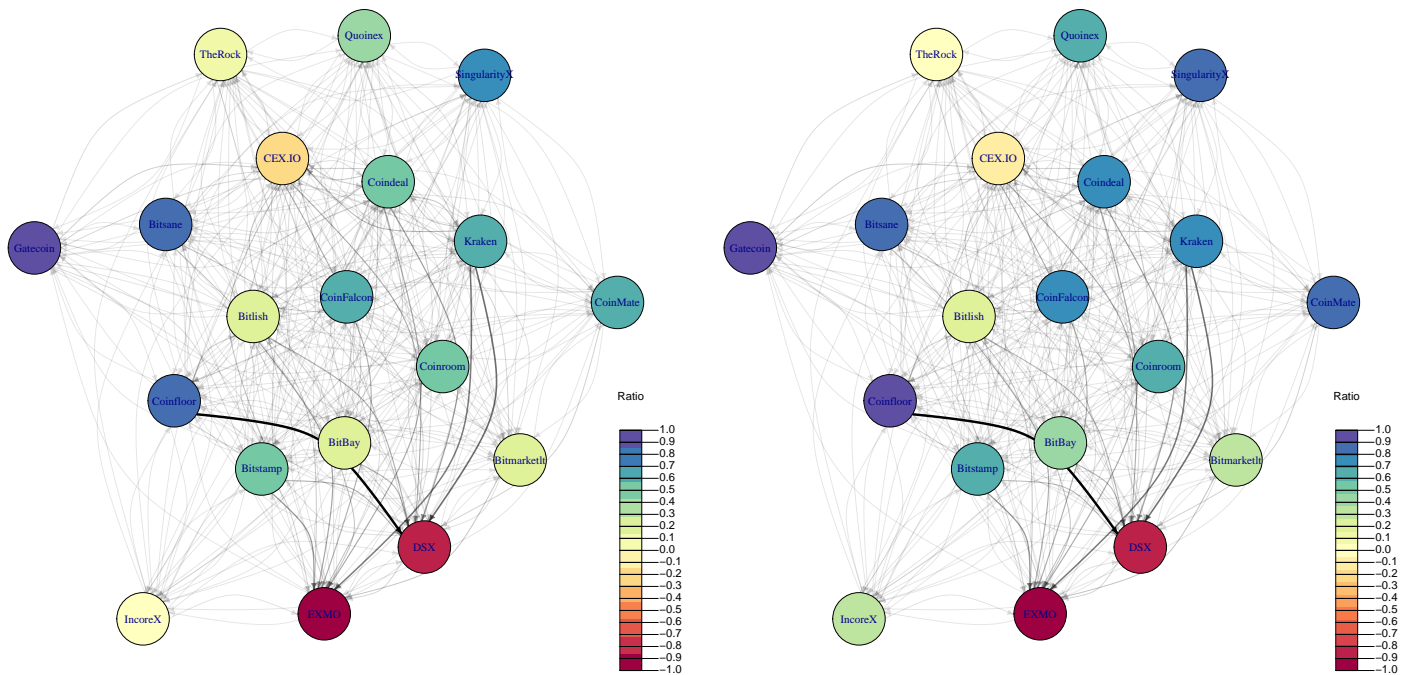 Quoinex
TheRock
SingularityX
CEX.IO
Coindeal
Bitsane
Kraken
Gatecoin
CoinFalcon
CoinMate
Bitlish
Coinroom
Coinfloor
Ratio
BitBay
Bitstamp
Bitmarketlt
DSX
EXMO
IncoreX
1.0
0.9
0.8
0.7
0.6
0.5
0.4
0.3
0.2
0.1
0.0
−0.1
−0.2
−0.3
−0.4
−0.5
−0.6
−0.7
−0.8
−0.9
−1.0
Quoinex
TheRock
SingularityX
CEX.IO
Coindeal
Bitsane
Kraken
Gatecoin
CoinFalcon
CoinMate
Bitlish
Coinroom
Coinfloor
Ratio
BitBay
Bitstamp
Bitmarketlt
DSX
EXMO
IncoreX
1.0
0.9
0.8
0.7
0.6
0.5
0.4
0.3
0.2
0.1
0.0
−0.1
−0.2
−0.3
−0.4
−0.5
−0.6
−0.7
−0.8
−0.9
−1.0